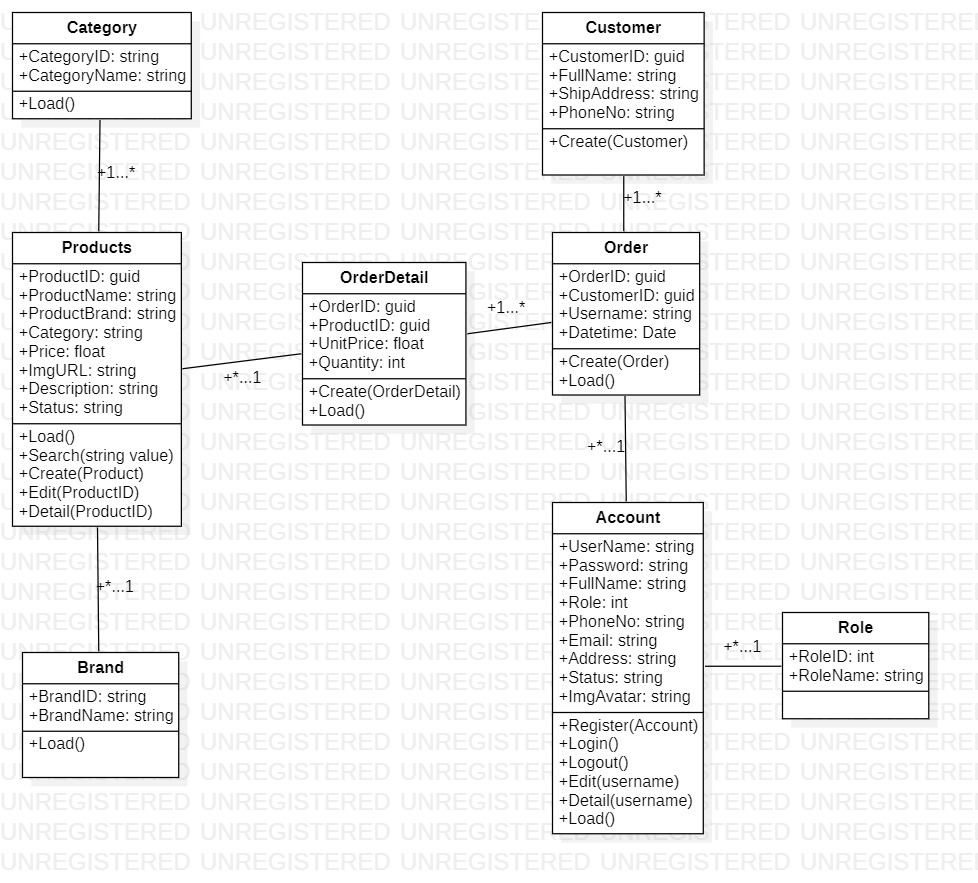 Category
+CategoryID: string
+CategoryName: string
+Load()
+1...*
Customer
+CustomerID: guid
+FullName: string
+ShipAddress: string
+PhoneNo: string
+Create(Customer)
+1...*
Products
+ProductID: guid
+ProductName: string
+ProductBrand: string
+Category: string
+Price: float
+ImgURL: string
+Description: string
+Status: string
+Load()
+Search(string value)
+Create(Product)
+Edit(ProductID)
+Detail(ProductID)
+*...1
OrderDetail
+OrderID: guid
+ProductID: guid
+UnitPrice: float
+Quantity: int
+Create(OrderDetail)
+Load()
+1...*
Order
+OrderID: guid
+CustomerID: guid
+Username: string
+Datetime: Date
+Create(Order)
+Load()
+*...1
+*...1
Brand
+BrandID: string
+BrandName: string
+Load()
Account
+UserName: string
+Password: string
+FullName: string
+Role: int
+PhoneNo: string
+Email: string
+Address: string
+Status: string
+ImgAvatar: string
+Register(Account)
+Login()
+Logout()
+Edit(username)
+Detail(username)
+Load()
+*...1
Role
+RoleID: int
+RoleName: string
UNREGISTERED